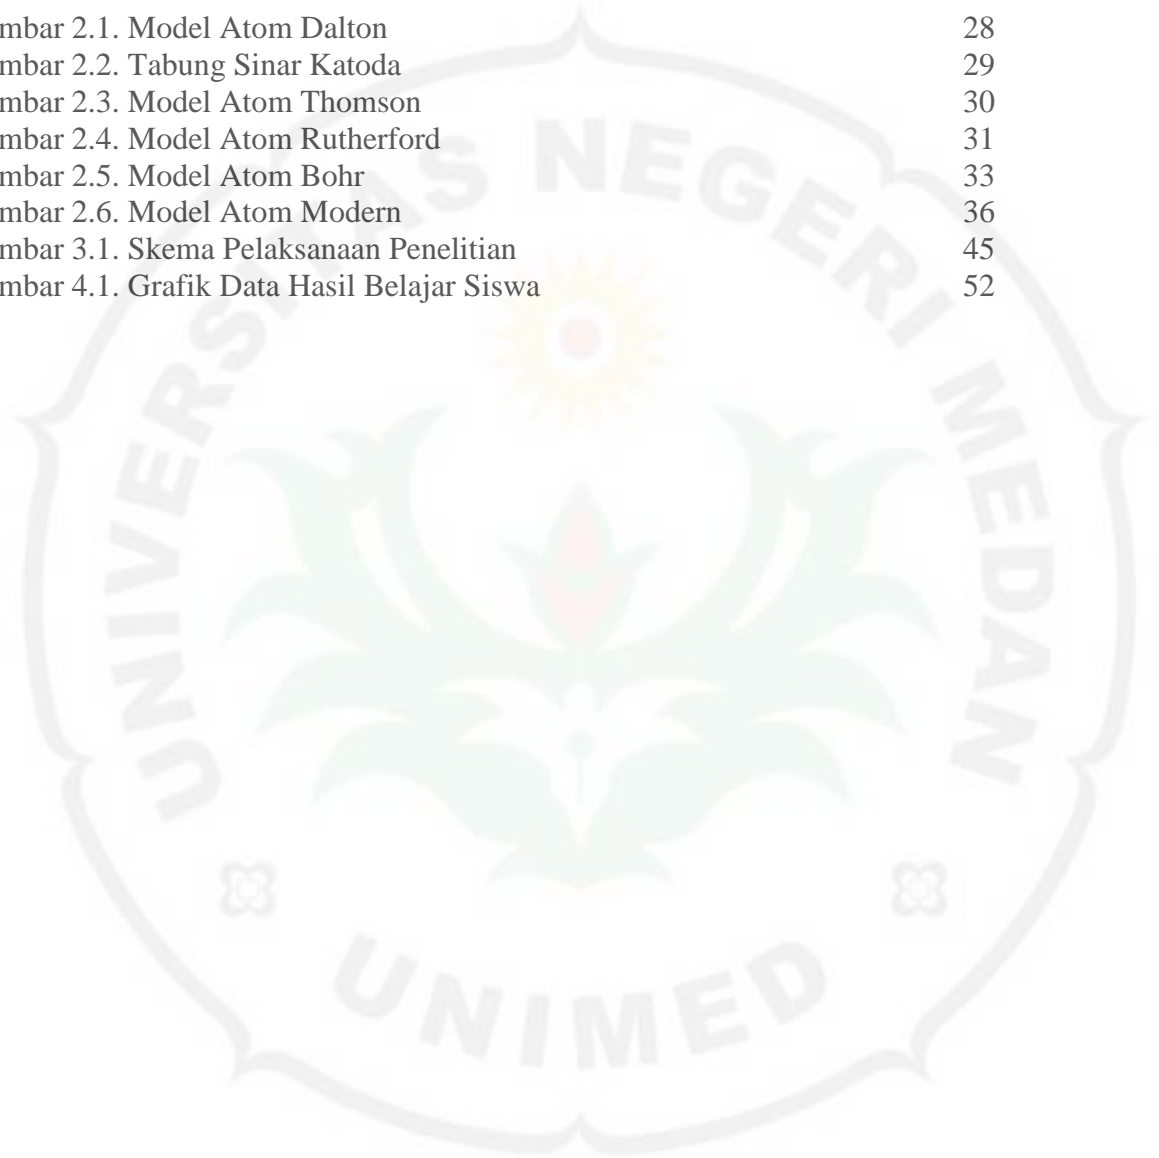 mbar 2.1. Model Atom Dalton 28
mbar 2.2. Tabung Sinar Katoda 29
mbar 2.3. Model Atom Thomson 30
mbar 2.4. Model Atom Rutherford 31
mbar 2.5. Model Atom Bohr 33
mbar 2.6. Model Atom Modern 36
mbar 3.1. Skema Pelaksanaan Penelitian 45
mbar 4.1. Grafik Data Hasil Belajar Siswa 52
UNIVERSITAS NEGERI MEDAN
UNIMED